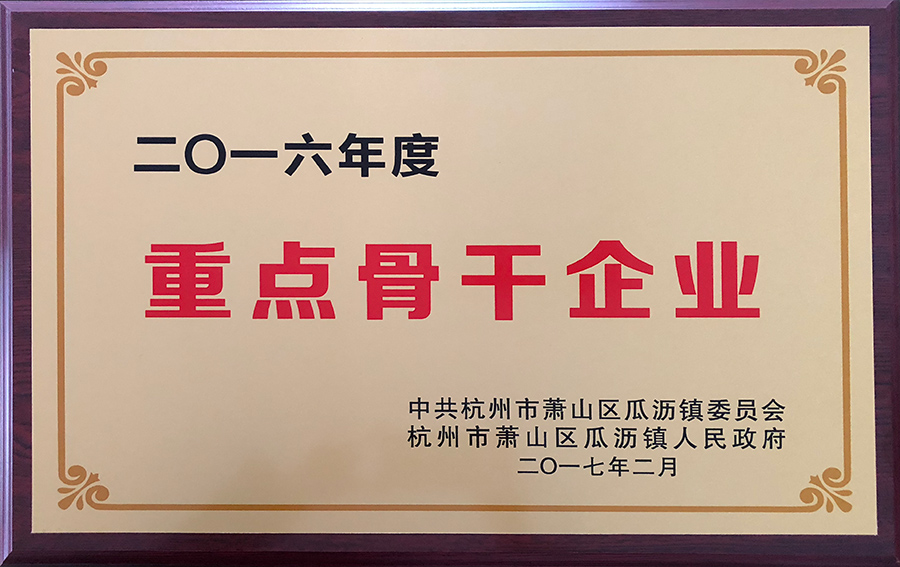 二〇一六年度
重点骨干企业
中共杭州市萧山区瓜沥镇委员会
杭州市萧山区瓜沥镇人民政府
二〇一七年二月